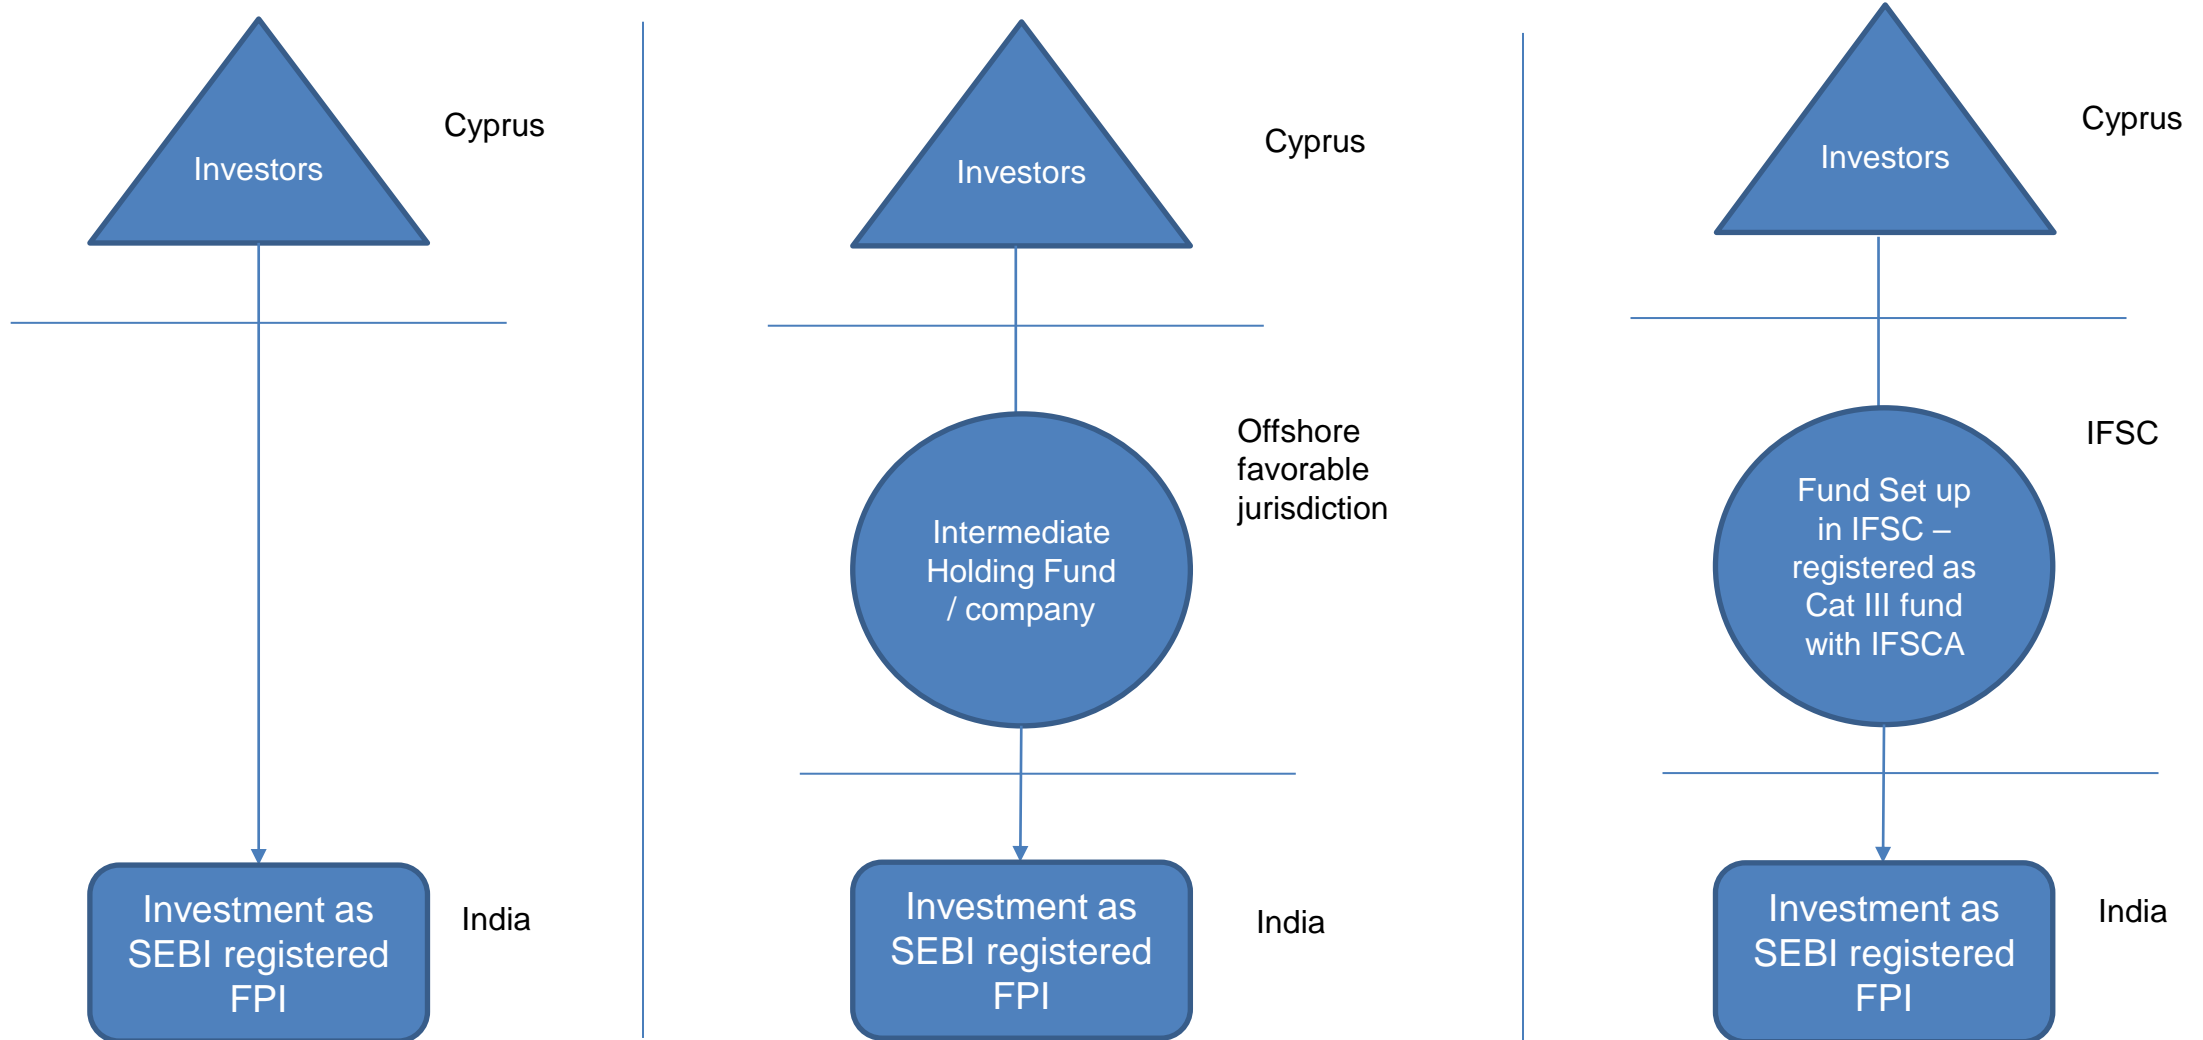 Investors
Cyprus
Investment as
SEBI registered
FPI
India
Investors
Cyprus
Intermediate
Holding Fund
/ company
Offshore
favorable
jurisdiction
Investment as
SEBI registered
FPI
India
Investors
Cyprus
Fund Set up
in IFSC –
registered as
Cat III fund
with IFSCA
IFSC
Investment as
SEBI registered
FPI
India